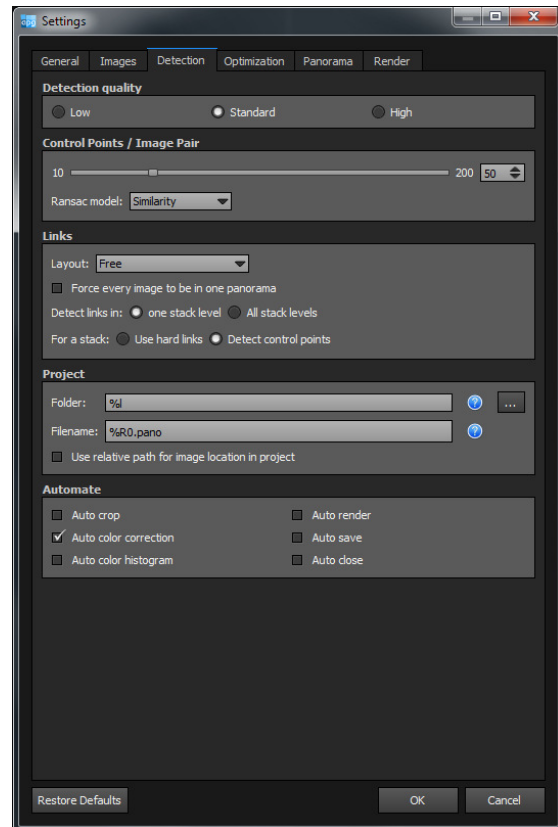 Settings
General Images Detection Optimization Panorama Render
Detection quality
Low Standard High
Control Points / Image Pair
10 200 50
Ransac model: Similarity
Links
Layout: Free
Force every image to be in one panorama
Detect links in: one stack level All stack levels
For a stack: Use hard links Detect control points
Project
Folder: %l ? ...
Filename: %R0.pano ?
Use relative path for image location in project
Automate
Auto crop Auto render
Auto color correction Auto save
Auto color histogram Auto close
Restore Defaults OK Cancel